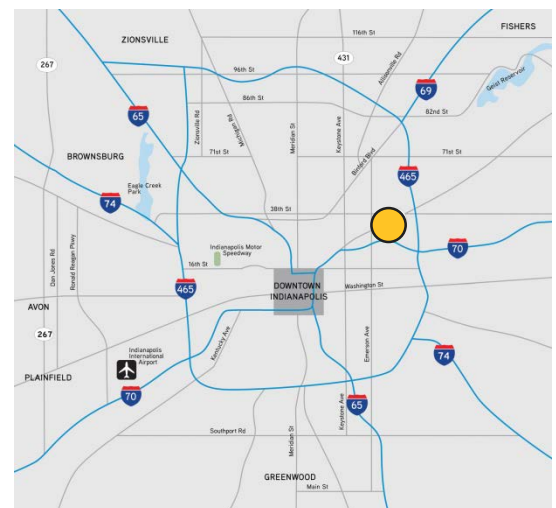 116th St
FISHERS
ZIONSVILLE
267
431
Allisonville Rd
96th St
Geist Reservoir
69
86th St
82nd St
65
Zionsville Rd
Michigan Rd
Meridian St
Keystone Ave
Binford Blvd
71st St
71st St
BROWNSBURG
465
Eagle Creek
Park
74
38th St
70
Indianapolis Motor
Speedway
16th St
Dan Jones Rd
Ronald Reagan Pkwy
465
DOWNTOWN
INDIANAPOLIS
Washington St
AVON
267
Kentucky Ave
Emerson Ave
74
Indianapolis
International
Airport
PLAINFIELD
70
65
Keystone Ave
Southport Rd
Meridian St
GREENWOOD
Main St